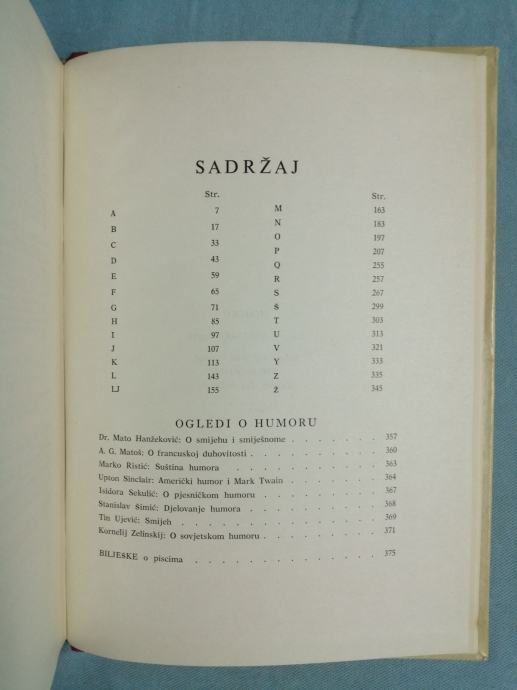 SADRŽAJ
Str.
A 7
B 17
C 33
D 43
E 59
F 65
G 71
H 85
I 97
J 107
K 113
L 143
LJ 155
Str.
M 163
N 183
O 197
P 207
Q 255
R 257
S 267
Š 299
T 303
U 313
V 321
Y 333
Z 335
Ž 345
OGLEDI O HUMORU
Dr. Mato Hanžeković: O smijehu i smiješnome . . . . . . . . 357
A. G. Matoš: O francuskoj duhovitosti . . . . . . . . . 360
Marko Ristić: Suština humora . . . . . . . . . . . 363
Upton Sinclair: Američki humor i Mark Twain . . . . . . . . 364
Isidora Sekulić: O pjesničkom humoru . . . . . . . . . 367
Stanislav Šimić: Djelovanje humora . . . . . . . . . . 368
Tin Ujević: Smijeh . . . . . . . . . . . . . 369
Kornelij Zelinskij: O sovjetskom humoru . . . . . . . . . 371
BILJEŠKE o piscima . . . . . . . . . . . . . 375